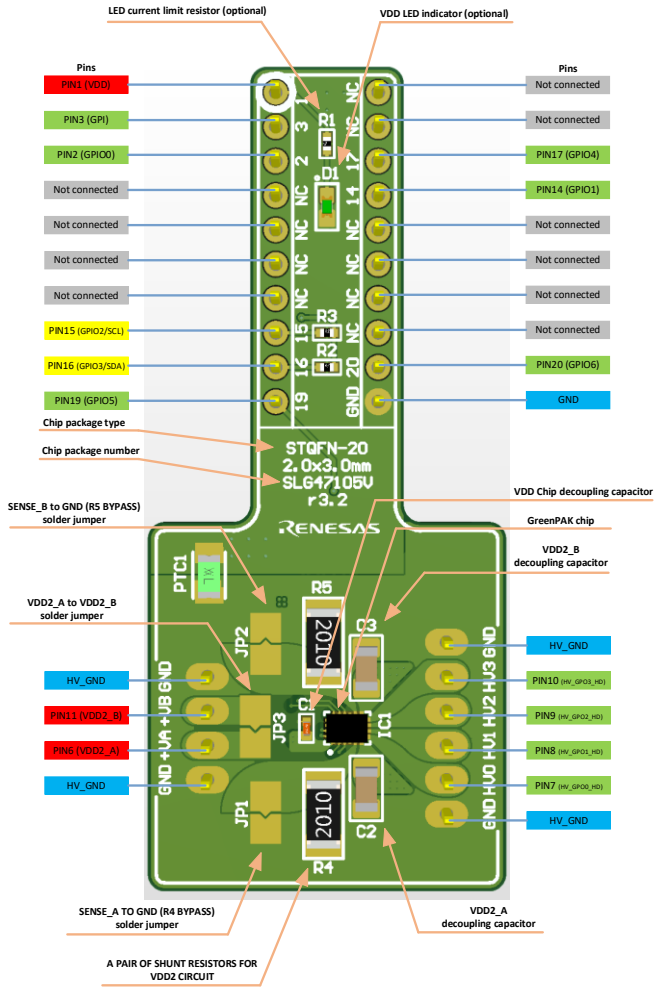 LED current limit resistor (optional)
VDD LED indicator (optional)
Pins
Pins
PIN1 (VDD)
1
NC
Not connected
PIN3 (GPI)
3
R1
NC
Not connected
PIN2 (GPIO0)
2
17
PIN17 (GPIO4)
D1
Not connected
NC
14
PIN14 (GPIO1)
Not connected
NC
NC
Not connected
Not connected
NC
NC
Not connected
Not connected
NC
NC
Not connected
R3
PIN15 (GPIO2/SCL)
15
NC
Not connected
R2
PIN16 (GPIO3/SDA)
16
20
PIN20 (GPIO6)
PIN19 (GPIO5)
19
GND
GND
Chip package type
STQFN-20
Chip package number
2.0x3.0mm
SLG47105V
r3.2
RENESAS
SENSE_B to GND (R5 BYPASS)
solder jumper
VDD Chip decoupling capacitor
GreenPAK chip
VDD2_B
decoupling capacitor
PTC1
XL
VDD2_A to VDD2_B
solder jumper
JP2
R5
2010
C3
HV_GND
GND
HV_GND
GND
HV3
PIN10 (HV_GPO3_HD)
PIN11 (VDD2_B)
+VB
HV2
PIN9 (HV_GPO2_HD)
JP3
IC1
PIN6 (VDD2_A)
+VA
HV1
PIN8 (HV_GPO1_HD)
HV_GND
GND
HV0
PIN7 (HV_GPO0_HD)
JP1
2010
R4
C2
GND
HV_GND
SENSE_A TO GND (R4 BYPASS)
solder jumper
VDD2_A
decoupling capacitor
A PAIR OF SHUNT RESISTORS FOR
VDD2 CIRCUIT